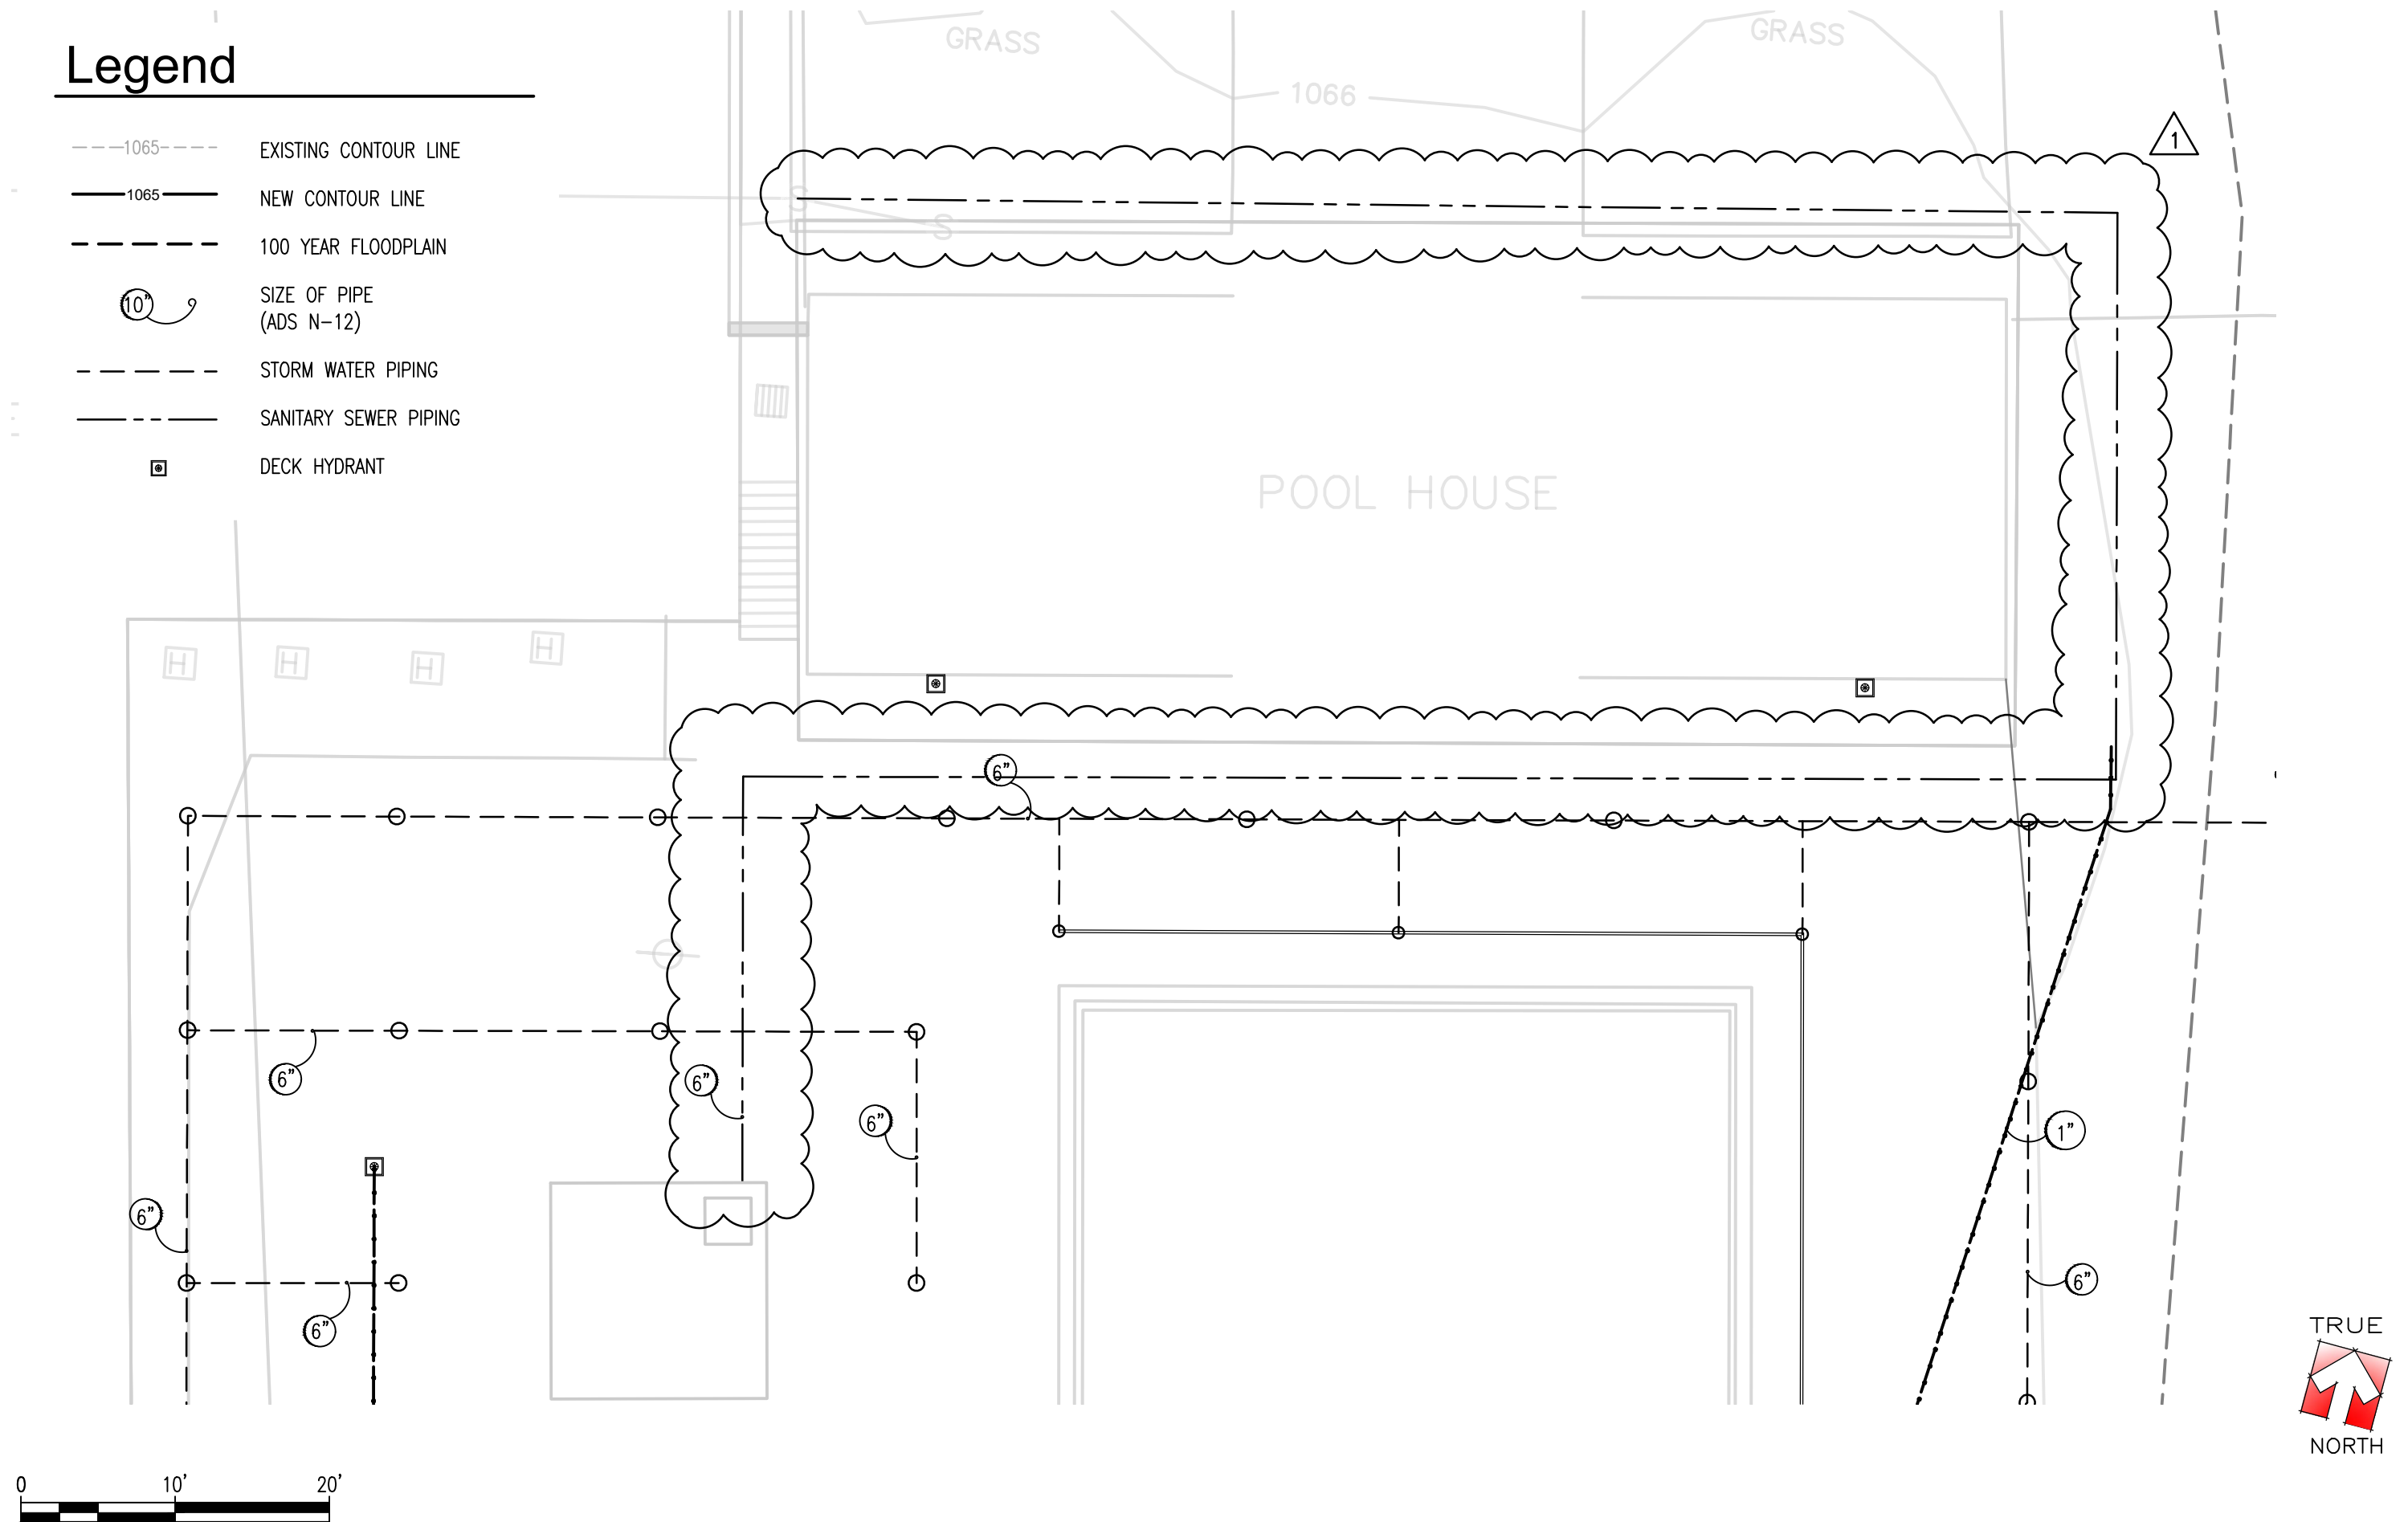 Legend
1065
EXISTING CONTOUR LINE
1065
NEW CONTOUR LINE
100 YEAR FLOODPLAIN
10"
SIZE OF PIPE
(ADS N-12)
STORM WATER PIPING
SANITARY SEWER PIPING
DECK HYDRANT
GRASS
GRASS
1066
1
S
S
POOL HOUSE
H
H
H
H
6"
6"
6"
6"
1"
6"
6"
6"
TRUE
NORTH
0
10'
20'